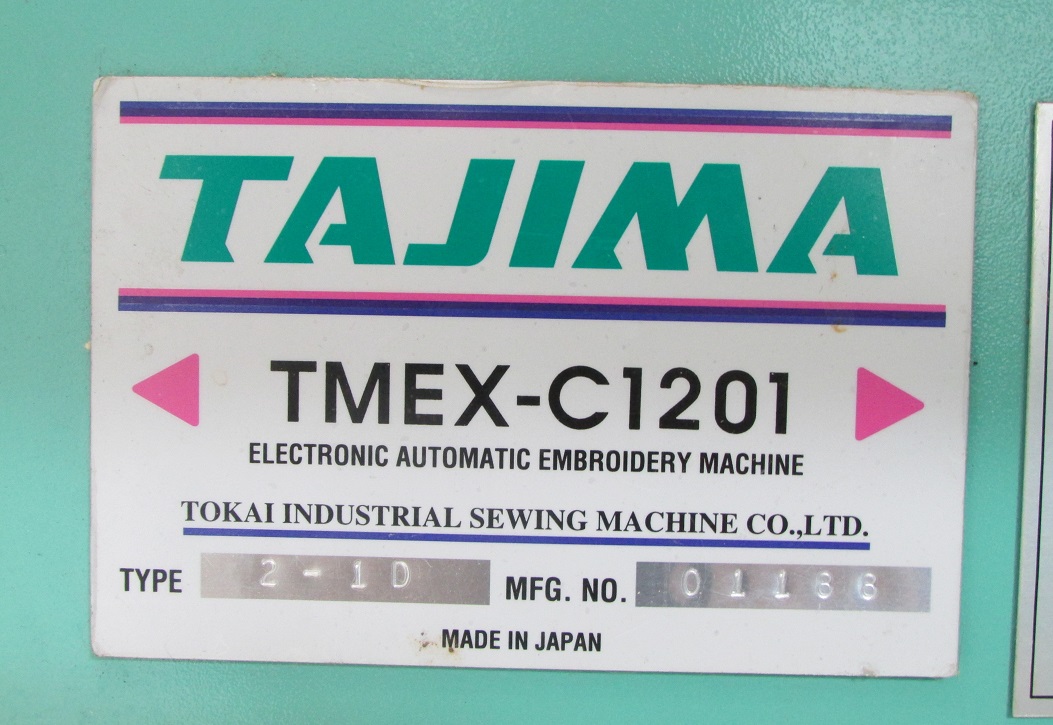 TAJIMA
TMEX-C1201
ELECTRONIC AUTOMATIC EMBROIDERY MACHINE
TOKAI INDUSTRIAL SEWING MACHINE CO.,LTD.
TYPE 2-1D MFG. NO. 01166
MADE IN JAPAN